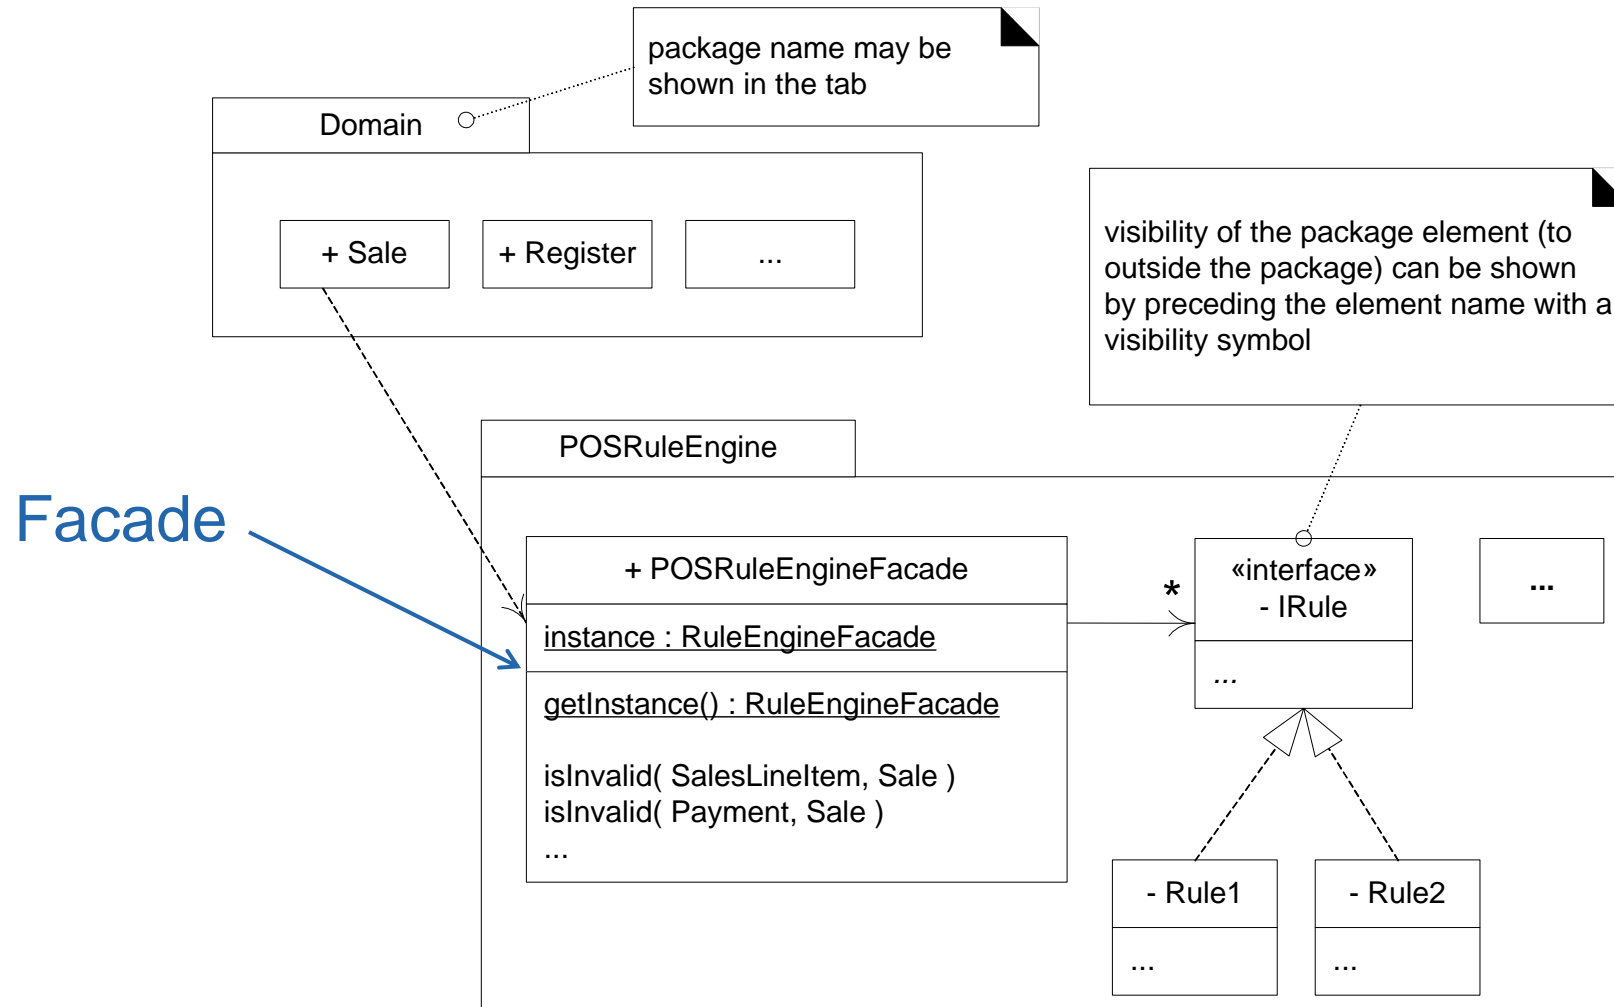 package name may be
shown in the tab
Domain
+ Sale
+ Register
...
visibility of the package element (to
outside the package) can be shown
by preceding the element name with a
visibility symbol
POSRuleEngine
Facade
+ POSRuleEngineFacade
instance : RuleEngineFacade
getInstance() : RuleEngineFacade
isInvalid( SalesLineItem, Sale )
isInvalid( Payment, Sale )
...
*
«interface»
- IRule
...
...
- Rule1
...
- Rule2
...